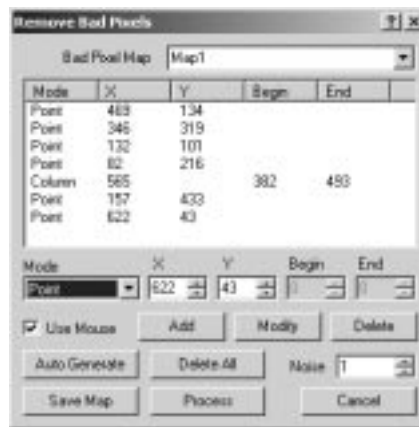 Remove Bad Pixels
Bad Pixel Map Map1
Mode X Y Begin End
Point 469 134
Point 346 319
Point 132 101
Point 82 216
Column 565 382 493
Point 157 433
Point 622 43
Mode X Y Begin End
Point 622 43 0 0
Use Mouse Add Modify Delete
Auto Generate Delete All Noise 1
Save Map Process Cancel